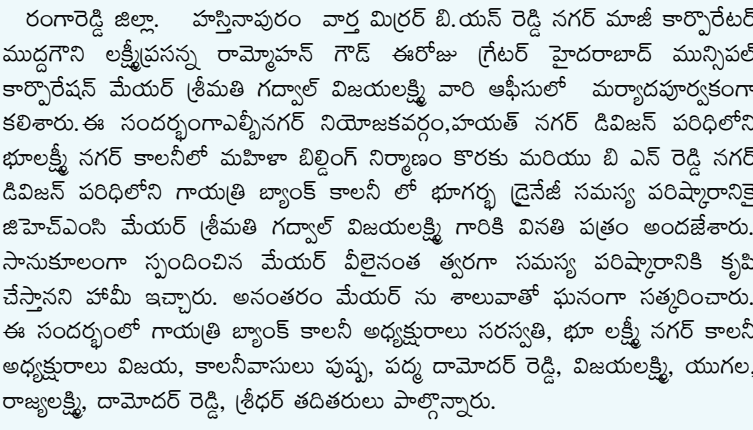 రంగారెడ్డి జిల్లా. హస్తినాపురం వార్త మిర్రర్ బి.యన్ రెడ్డి నగర్ మాజీ కార్పొరేటర్
ముద్దగౌని లక్ష్మీప్రసన్న రామ్మోహన్ గౌడ్ ఈరోజు గ్రేటర్ హైదరాబాద్ మున్సిపల్
కార్పొరేషన్ మేయర్ శ్రీమతి గద్వాల్ విజయలక్ష్మి వారి ఆఫీసులో మర్యాదపూర్వకంగా
కలిశారు.ఈ సందర్భంగాఎల్బీనగర్ నియోజకవర్గం,హయత్ నగర్ డివిజన్ పరిధిలోని
భూలక్ష్మీ నగర్ కాలనీలో మహిళా బిల్డింగ్ నిర్మాణం కొరకు మరియు బి ఎన్ రెడ్డి నగర్
డివిజన్ పరిధిలోని గాయత్రి బ్యాంక్ కాలనీ లో భూగర్భ డ్రైనేజీ సమస్య పరిష్కారానికై
జిహెచ్ఎంసి మేయర్ శ్రీమతి గద్వాల్ విజయలక్ష్మి గారికి వినతి పత్రం అందజేశారు.
సానుకూలంగా స్పందించిన మేయర్ వీలైనంత త్వరగా సమస్య పరిష్కారానికి కృషి
చేస్తానని హామీ ఇచ్చారు. అనంతరం మేయర్ ను శాలువాతో ఘనంగా సత్కరించారు.
ఈ సందర్భంలో గాయత్రి బ్యాంక్ కాలనీ అధ్యక్షురాలు సరస్వతి, భూ లక్ష్మీ నగర్ కాలనీ
అధ్యక్షురాలు విజయ, కాలనీవాసులు పుష్ప, పద్మ దామోదర్ రెడ్డి, విజయలక్ష్మి, యుగల,
రాజ్యలక్ష్మి, దామోదర్ రెడ్డి, శ్రీధర్ తదితరులు పాల్గొన్నారు.